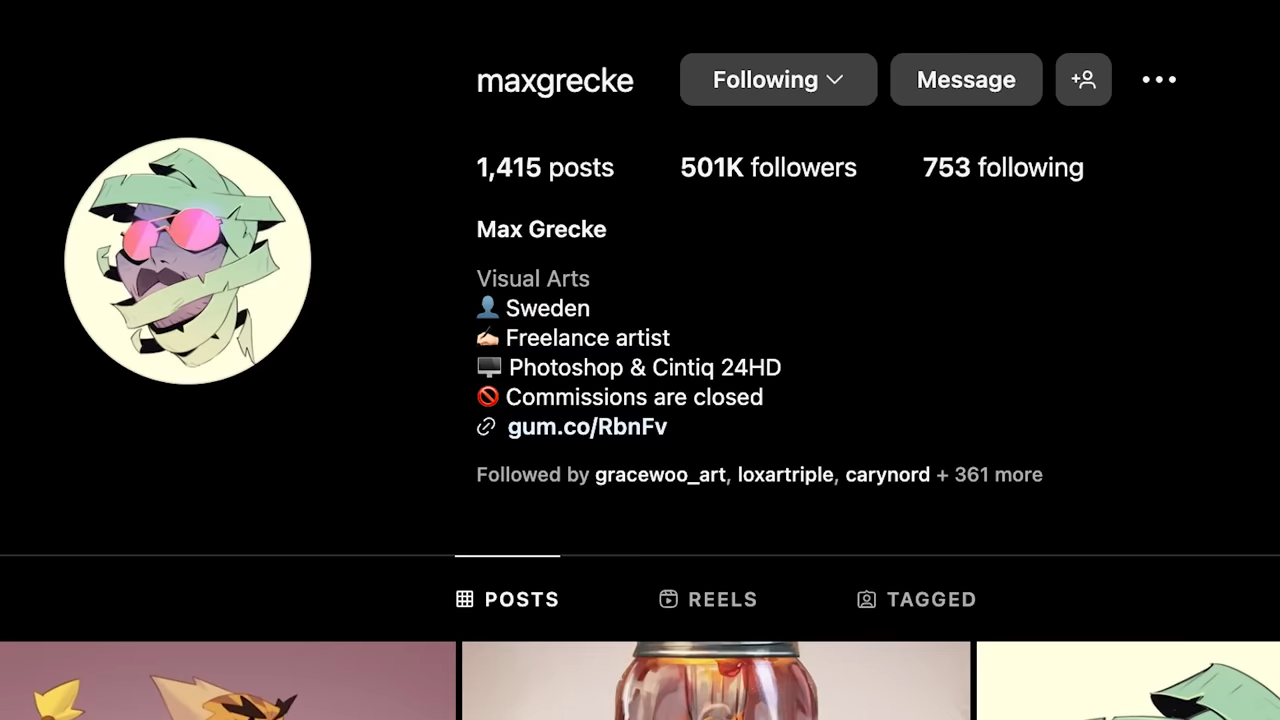 maxgrecke Following Message
1,415 posts 501K followers 753 following
Max Grecke
Visual Arts
Sweden
Freelance artist
Photoshop & Cintiq 24HD
Commissions are closed
gum.co/RbnFv
Followed by gracewoo_art, loxartriple, carynord + 361 more
POSTS REELS TAGGED